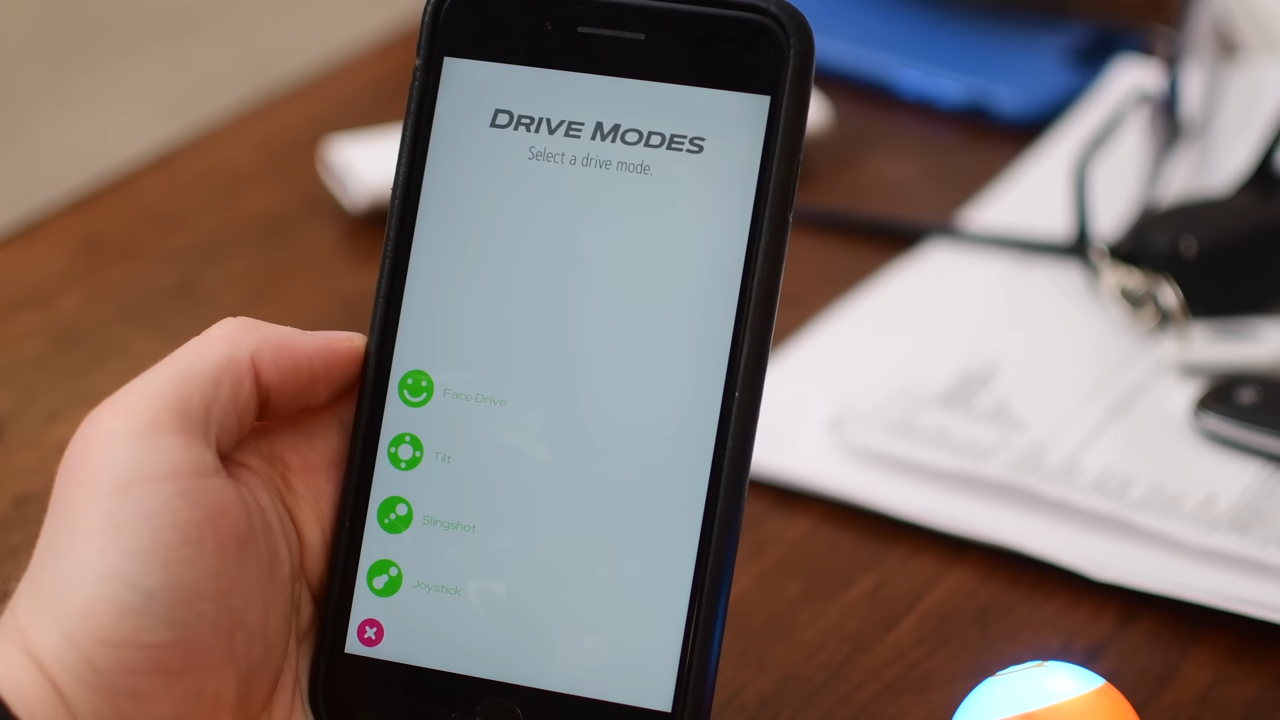 DRIVE MODES
Select a drive mode.
Face Drive
Tilt
Slingshot
Joystick